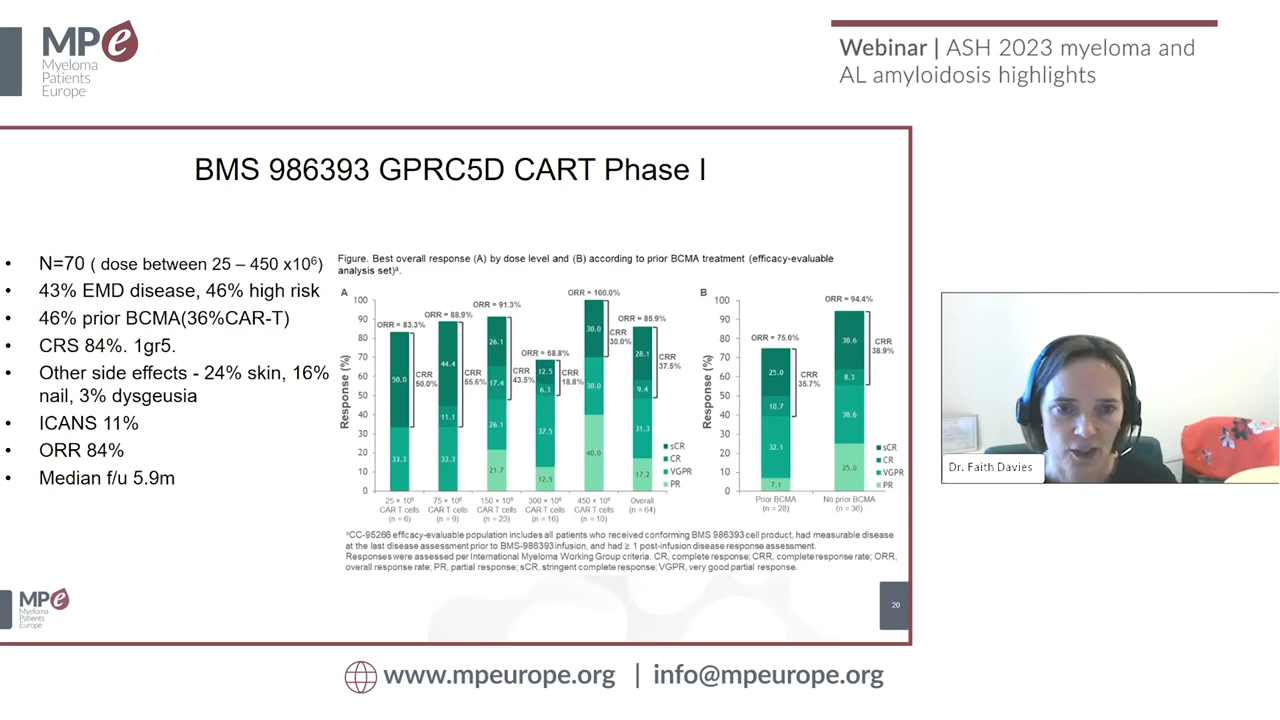 MPe
Myeloma
Patients
Europe
Webinar | ASH 2023 myeloma and
AL amyloidosis highlights
BMS 986393 GPRC5D CART Phase I
• N=70 ( dose between 25 – 450 x10⁶)
• 43% EMD disease, 46% high risk
• 46% prior BCMA(36%CAR-T)
• CRS 84%. 1gr5.
• Other side effects - 24% skin, 16%
nail, 3% dysgeusia
• ICANS 11%
• ORR 84%
• Median f/u 5.9m
Figure. Best overall response (A) by dose level and (B) according to prior BCMA treatment (efficacy-evaluable
analysis set)ᵃ.
A
Response (%)
100
90
80
70
60
50
40
30
20
10
0
ORR = 83.3%
50.0
33.3
CRR
50.0%
25 × 10⁶
CAR T cells
(n = 6)
ORR = 88.9%
44.4
11.1
33.3
CRR
55.6%
75 × 10⁶
CAR T cells
(n = 9)
ORR = 91.3%
26.1
17.4
26.1
21.7
CRR
43.5%
150 × 10⁶
CAR T cells
(n = 23)
ORR = 68.8%
12.5
6.3
37.5
12.5
CRR
18.8%
300 × 10⁶
CAR T cells
(n = 16)
ORR = 100.0%
30.0
30.0
40.0
CRR
30.0%
450 × 10⁶
CAR T cells
(n = 10)
ORR = 85.9%
28.1
9.4
31.3
17.2
CRR
37.5%
Overall
(n = 64)
sCR
CR
VGPR
PR
B
Response (%)
100
90
80
70
60
50
40
30
20
10
0
ORR = 75.0%
25.0
10.7
32.1
7.1
CRR
35.7%
Prior BCMA
(n = 28)
ORR = 94.4%
30.6
8.3
30.6
25.0
CRR
38.9%
No prior BCMA
(n = 36)
sCR
CR
VGPR
PR
ᵃCC-95266 efficacy-evaluable population includes all patients who received conforming BMS 986393 cell product, had measurable disease
at the last disease assessment prior to BMS-986393 infusion, and had ≥ 1 post-infusion disease response assessment.
Responses were assessed per International Myeloma Working Group criteria. CR, complete response; CRR, complete response rate; ORR,
overall response rate; PR, partial response; sCR, stringent complete response; VGPR, very good partial response.
Dr. Faith Davies
MPe
Myeloma
Patients
Europe
20
www.mpeurope.org | info@mpeurope.org